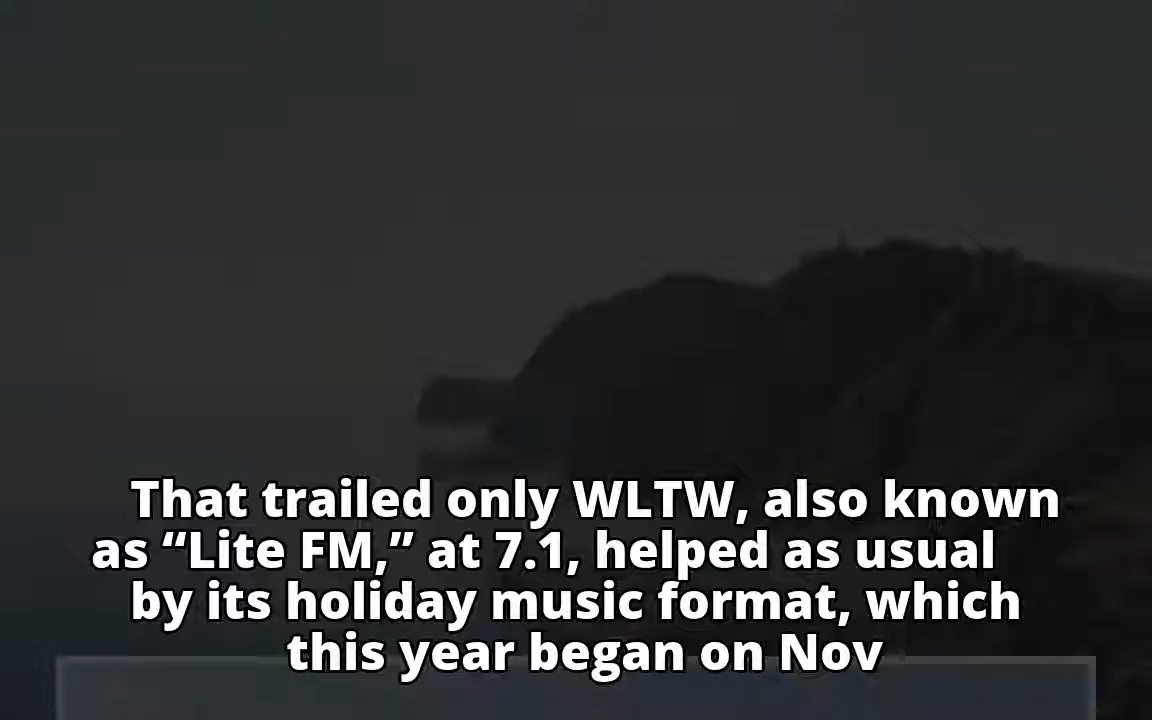 That trailed only WLTW, also known
as “Lite FM,” at 7.1, helped as usual
by its holiday music format, which
this year began on Nov